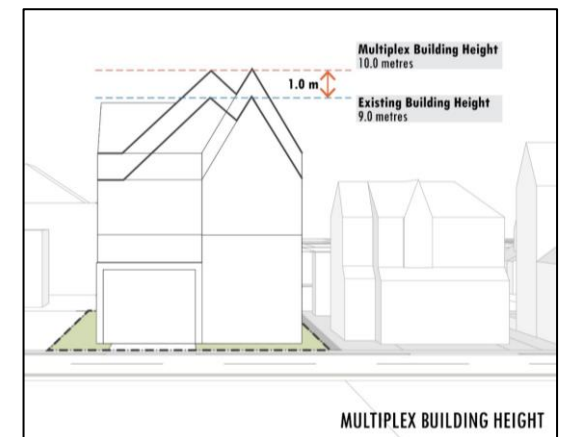 Multiplex Building Height
10.0 metres
1.0 m
Existing Building Height
9.0 metres
MULTIPLEX BUILDING HEIGHT